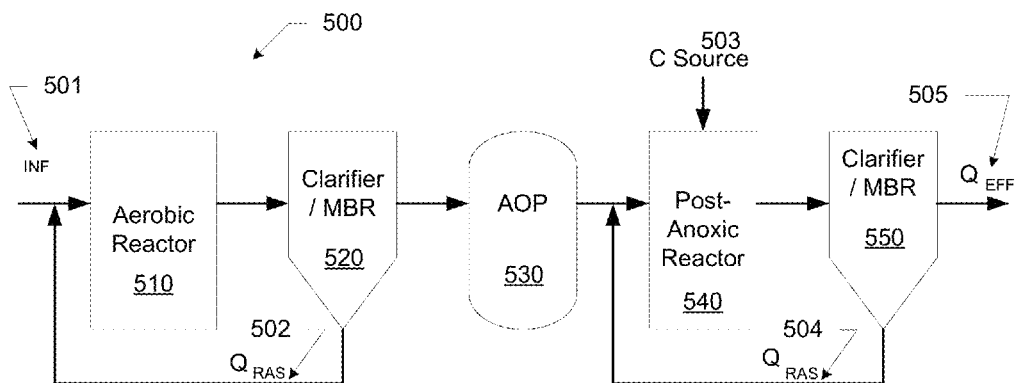 500
501
INF
Aerobic
Reactor
510
Clarifier
/ MBR
520
502
Q RAS
AOP
530
503
C Source
Post-
Anoxic
Reactor
540
Clarifier
/ MBR
550
504
Q RAS
505
Q EFF